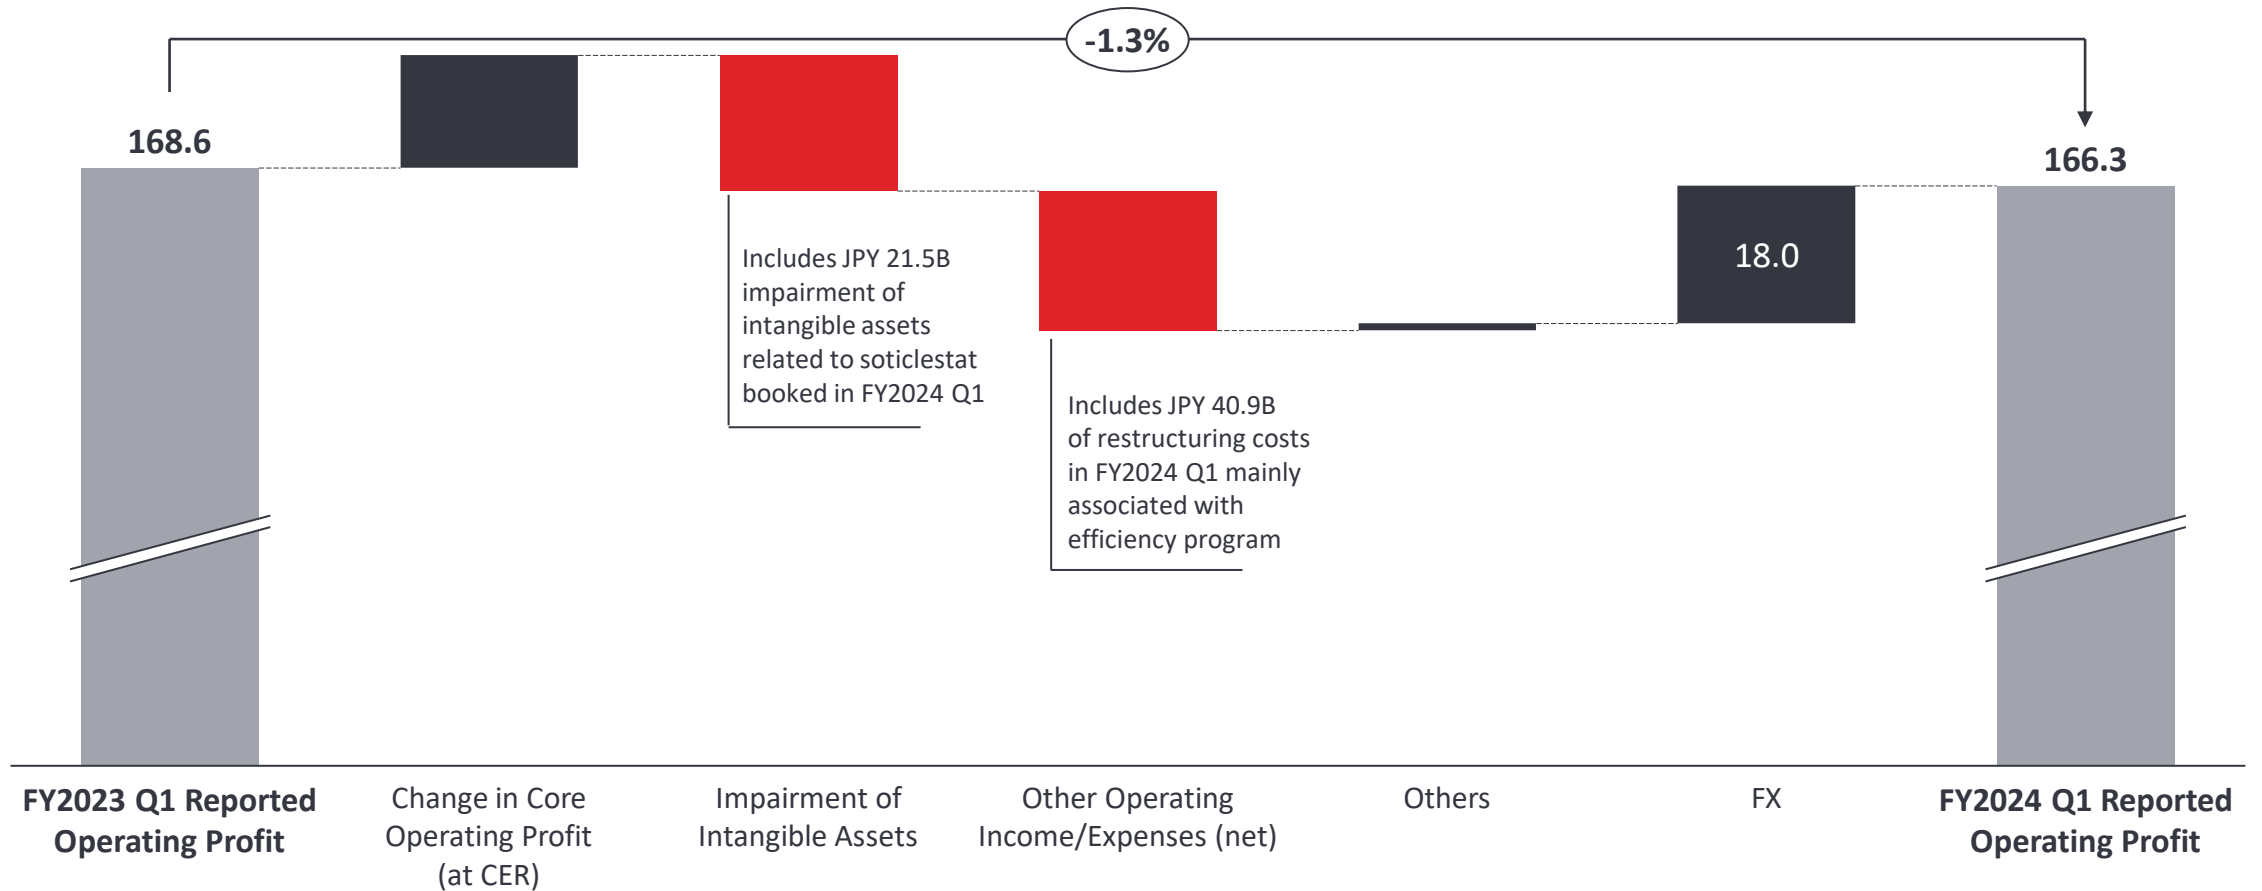 -1.3%
168.6
166.3
18.0
Includes JPY 21.5B
impairment of
intangible assets
related to soticlestat
booked in FY2024 Q1
Includes JPY 40.9B
of restructuring costs
in FY2024 Q1 mainly
associated with
efficiency program
FY2023 Q1 Reported
Operating Profit
Change in Core
Operating Profit
(at CER)
Impairment of
Intangible Assets
Other Operating
Income/Expenses (net)
Others
FX
FY2024 Q1 Reported
Operating Profit